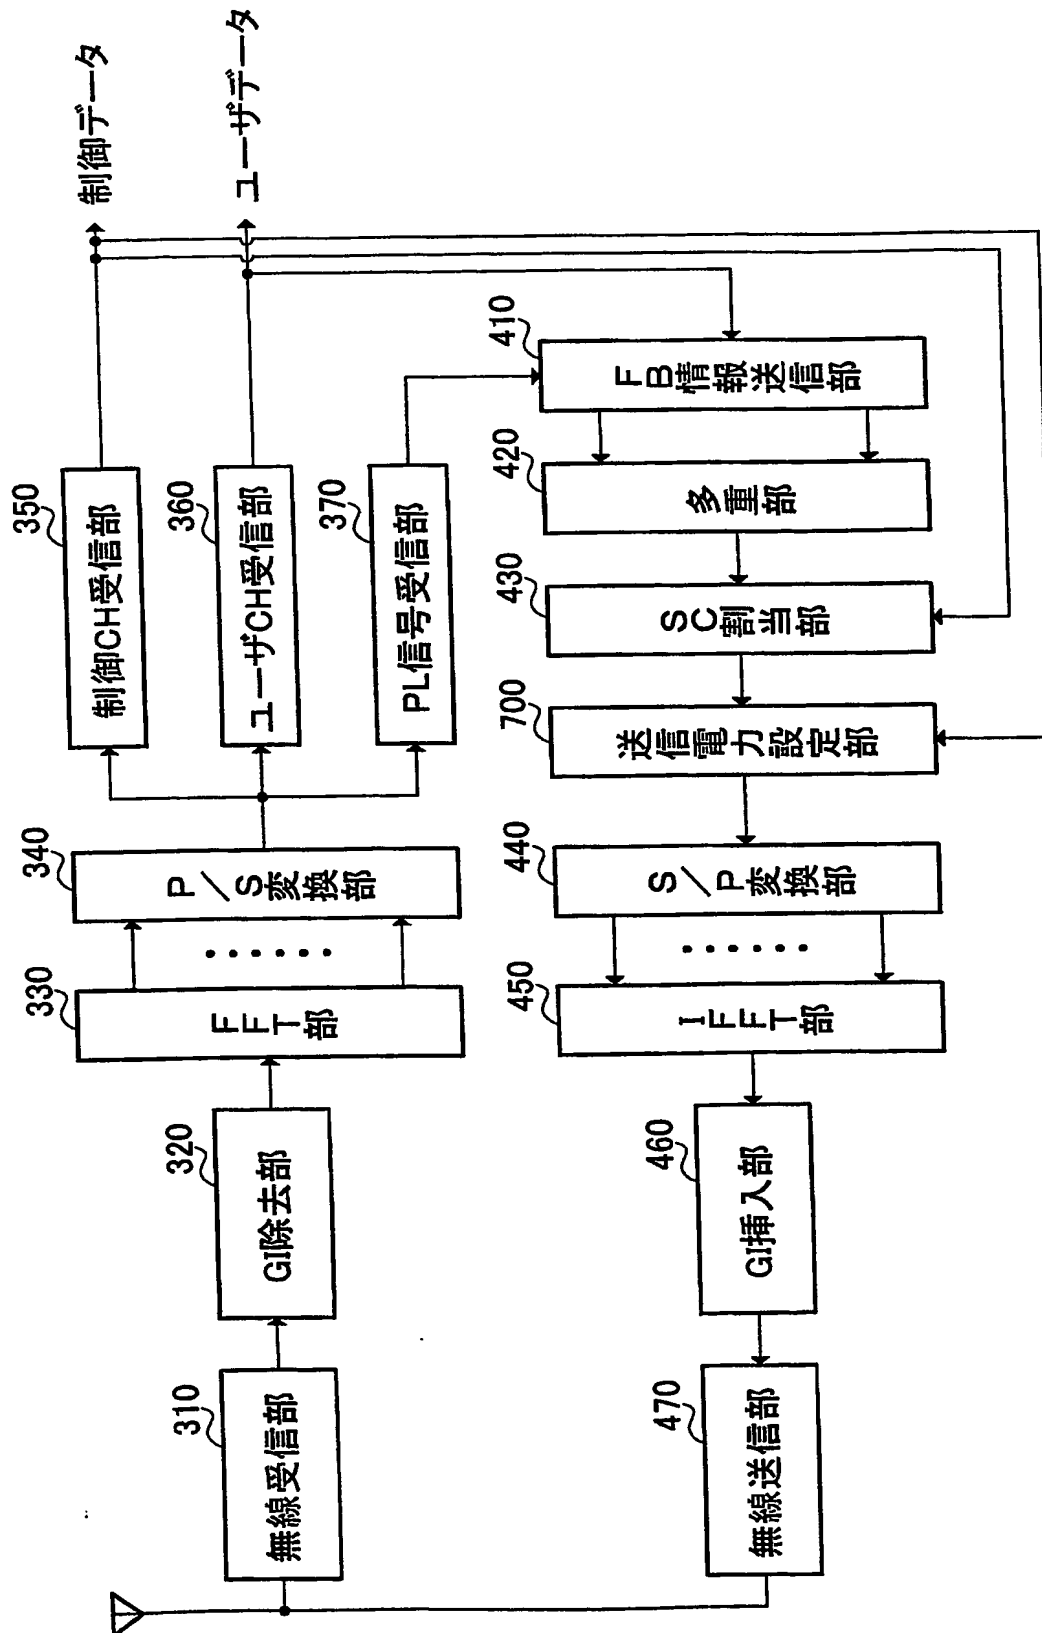 制御データ
ユーザデータ
350
制御CH受信部
360
ユーザCH受信部
370
PL信号受信部
340
P/S変換部
330
FFT部
320
GI除去部
310
無線受信部
410
FB情報送信部
420
多重部
430
SC割当部
700
送信電力設定部
440
S/P変換部
450
IFFT部
460
GI挿入部
470
無線送信部